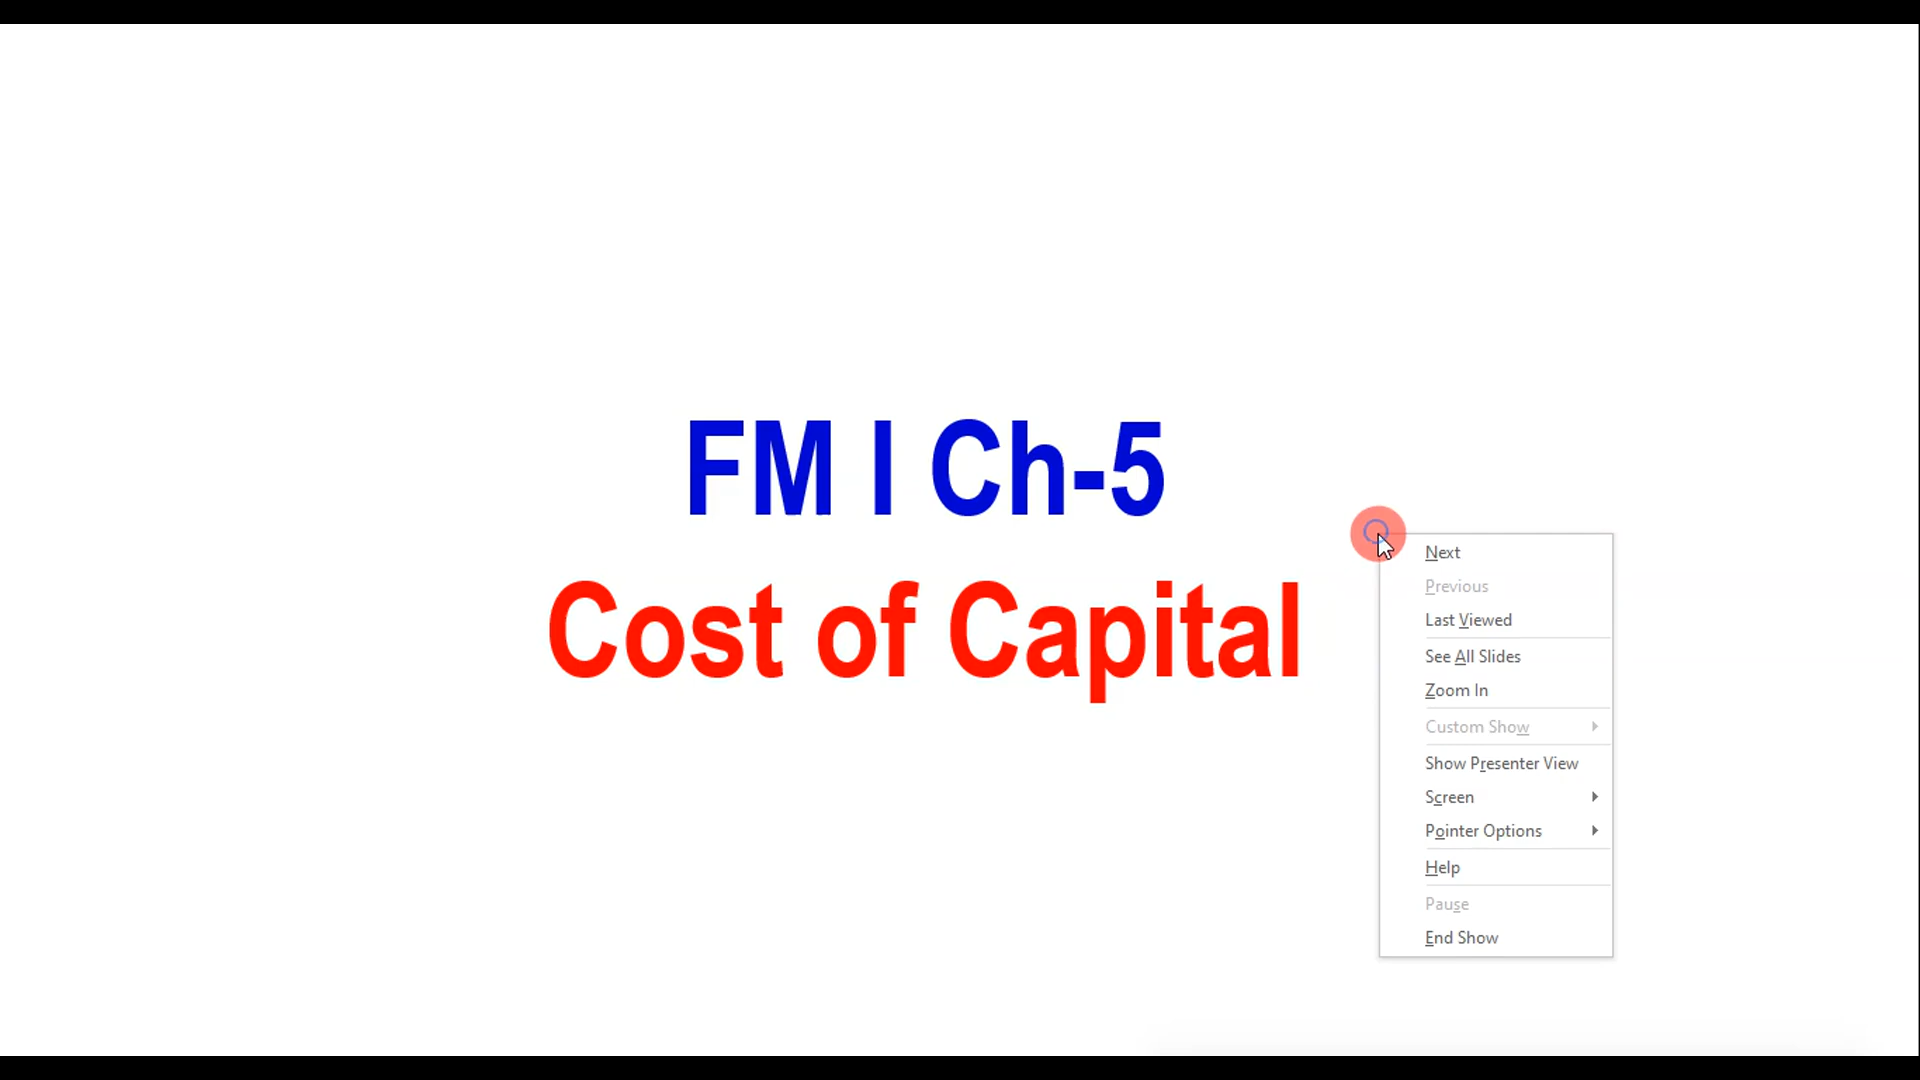 FM I Ch-5
Cost of Capital
Next
Previous
Last Viewed
See All Slides
Zoom In
Custom Show
Show Presenter View
Screen
Pointer Options
Help
Pause
End Show